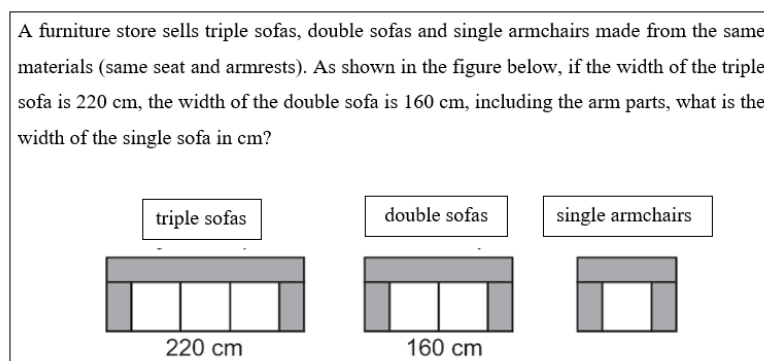 A furniture store sells triple sofas, double sofas and single armchairs made from the same
materials (same seat and armrests). As shown in the figure below, if the width of the triple
sofa is 220 cm, the width of the double sofa is 160 cm, including the arm parts, what is the
width of the single sofa in cm?
triple sofas
double sofas
single armchairs
220 cm
160 cm